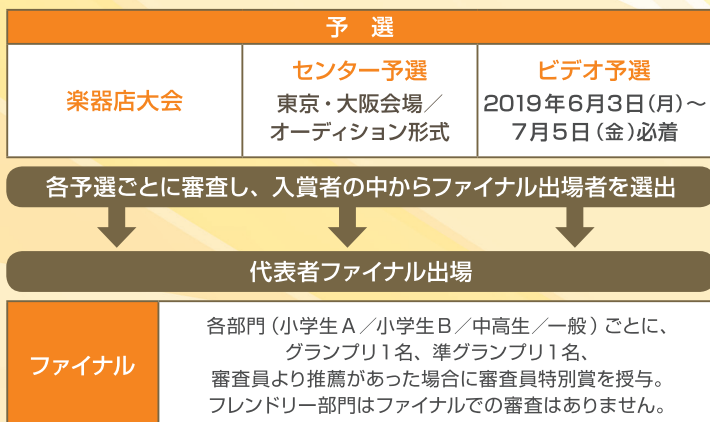 予 選
楽器店大会
センター予選
東京・大阪会場／
オーディション形式
ビデオ予選
2019年6月3日(月)～
7月5日（金）必着
各予選ごとに審査し、入賞者の中からファイナル出場者を選出
代表者ファイナル出場
ファイナル
各部門（小学生A／小学生B／中高生／一般）ごとに、
グランプリ1名、準グランプリ1名、
審査員より推薦があった場合に審査員特別賞を授与。
フレンドリー部門はファイナルでの審査はありません。